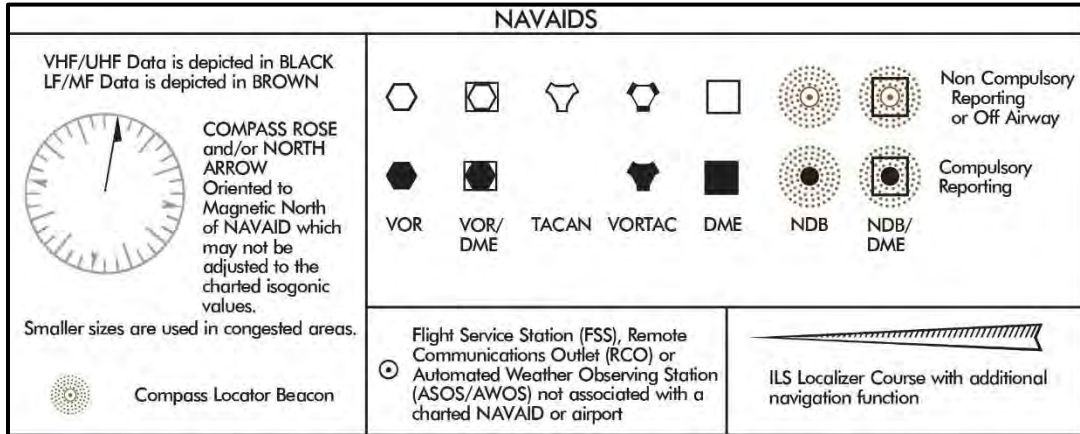 NAVAIDS
VHF/UHF Data is depicted in BLACK
LF/MF Data is depicted in BROWN
COMPASS ROSE
and/or NORTH
ARROW
Oriented to
Magnetic North
of NAVAID which
may not be
adjusted to the
charted isogonic
values.
Smaller sizes are used in congested areas.
Compass Locator Beacon
Non Compulsory
Reporting
or Off Airway
Compulsory
Reporting
VOR
VOR/
DME
TACAN
VORTAC
DME
NDB
NDB/
DME
Flight Service Station (FSS), Remote
Communications Outlet (RCO) or
Automated Weather Observing Station
(ASOS/AWOS) not associated with a
charted NAVAID or airport
ILS Localizer Course with additional
navigation function